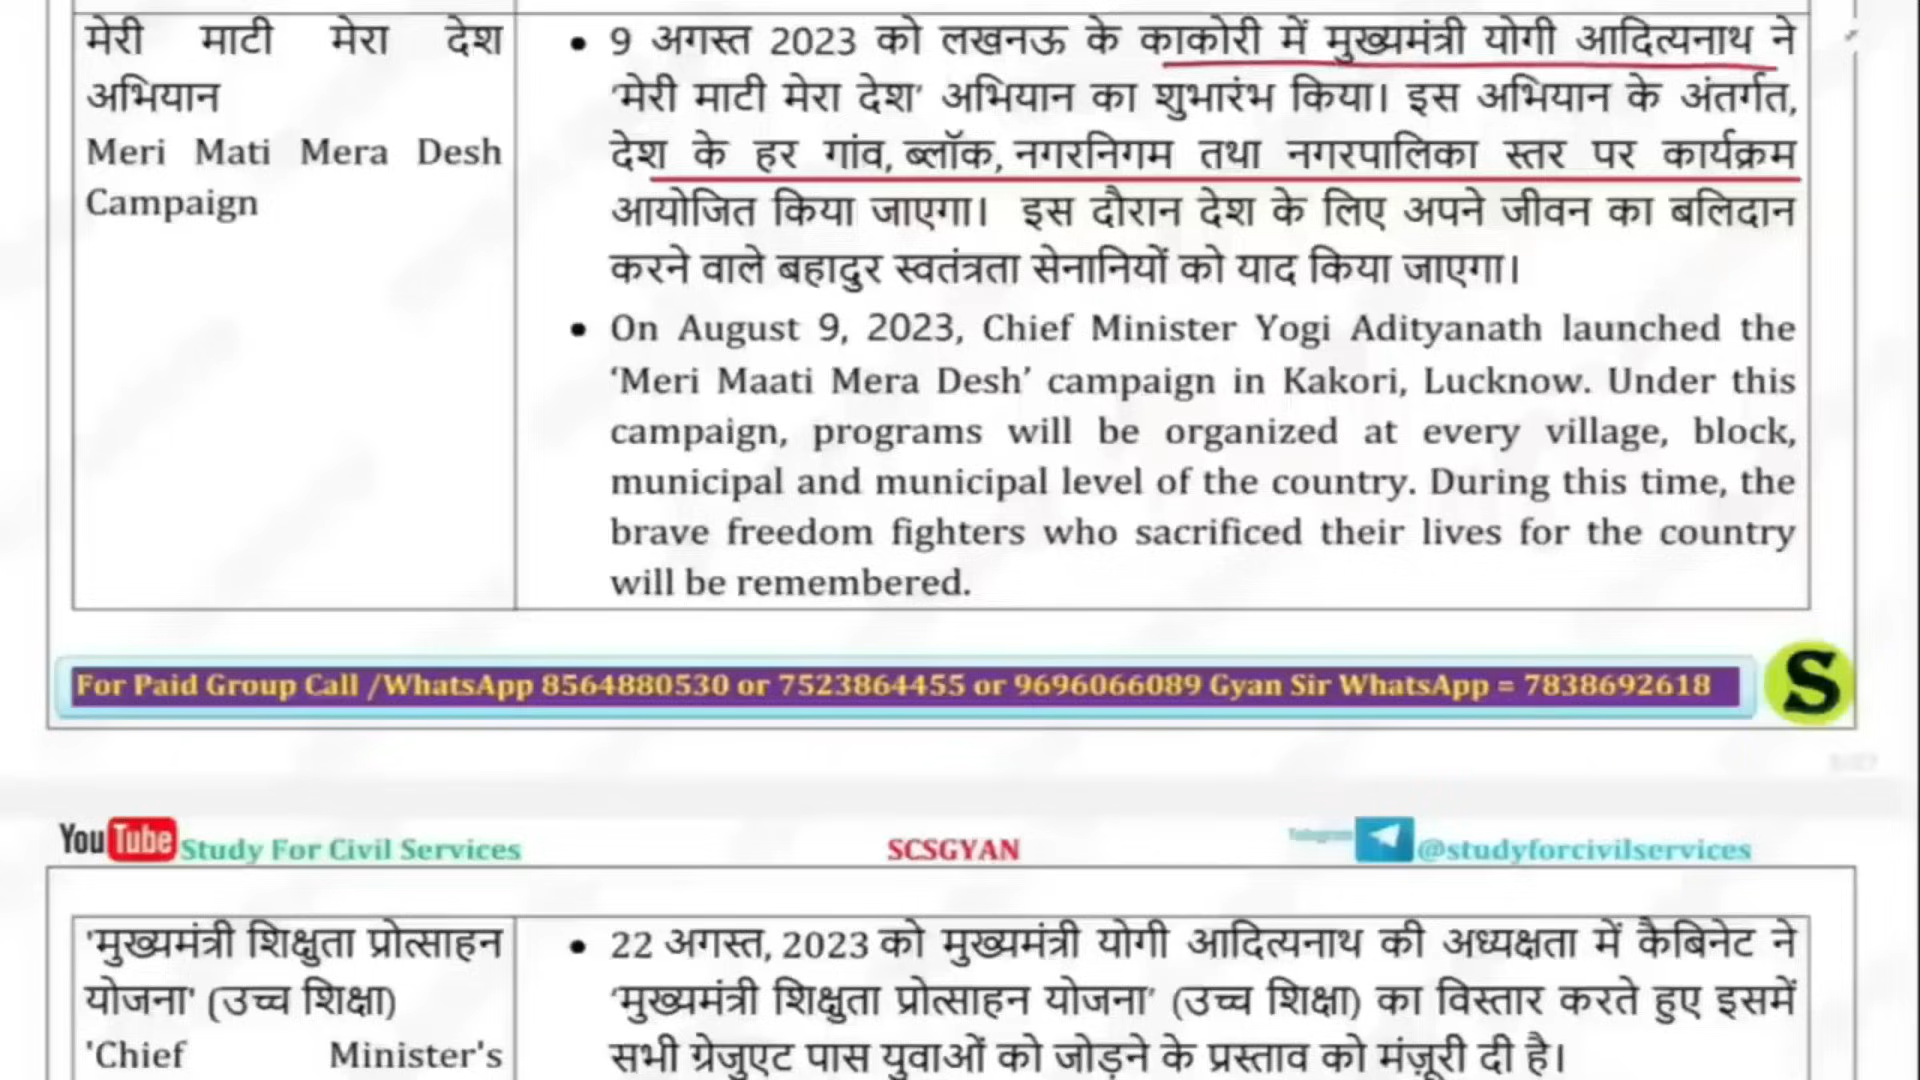 मेरी माटी मेरा देश
अभियान
Meri Mati Mera Desh
Campaign
• 9 अगस्त 2023 को लखनऊ के काकोरी में मुख्यमंत्री योगी आदित्यनाथ ने
'मेरी माटी मेरा देश' अभियान का शुभारंभ किया। इस अभियान के अंतर्गत,
देश के हर गांव, ब्लॉक, नगरनिगम तथा नगरपालिका स्तर पर कार्यक्रम
आयोजित किया जाएगा। इस दौरान देश के लिए अपने जीवन का बलिदान
करने वाले बहादुर स्वतंत्रता सेनानियों को याद किया जाएगा।
• On August 9, 2023, Chief Minister Yogi Adityanath launched the
‘Meri Maati Mera Desh’ campaign in Kakori, Lucknow. Under this
campaign, programs will be organized at every village, block,
municipal and municipal level of the country. During this time, the
brave freedom fighters who sacrificed their lives for the country
will be remembered.
For Paid Group Call /WhatsApp 8564880530 or 7523864455 or 9696066089 Gyan Sir WhatsApp = 7838692618
S
YouTube Study For Civil Services
SCSGYAN
Telegram @studyforcivilservices
'मुख्यमंत्री शिक्षुता प्रोत्साहन
योजना' (उच्च शिक्षा)
'Chief Minister's
• 22 अगस्त, 2023 को मुख्यमंत्री योगी आदित्यनाथ की अध्यक्षता में कैबिनेट ने
'मुख्यमंत्री शिक्षुता प्रोत्साहन योजना' (उच्च शिक्षा) का विस्तार करते हुए इसमें
सभी ग्रेजुएट पास युवाओं को जोड़ने के प्रस्ताव को मंज़ूरी दी है।